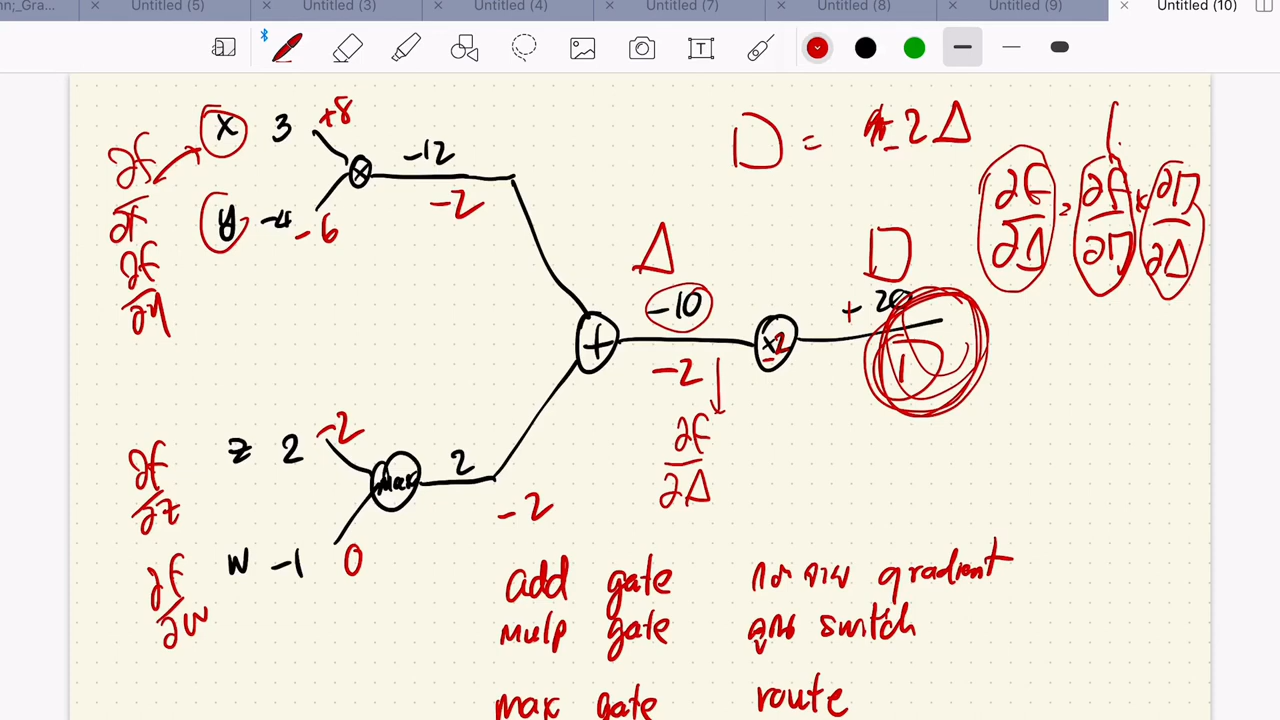 Untitled (5)
Untitled (3)
Untitled (4)
Untitled (7)
Untitled (8)
Untitled (9)
Untitled (10)
T
x 3 +8
y -4 -6
× -12
-2
D = -2Δ
∂f/∂Δ = ∂f/∂D × ∂D/∂Δ
∂f
∂f/∂y
Δ
-10
+
-2
∂f/∂Δ
×-2
D
+20
1
∂f/∂z
z 2 -2
max 2
-2
∂f/∂w
w -1 0
add gate gradient
gate switch
max gate route